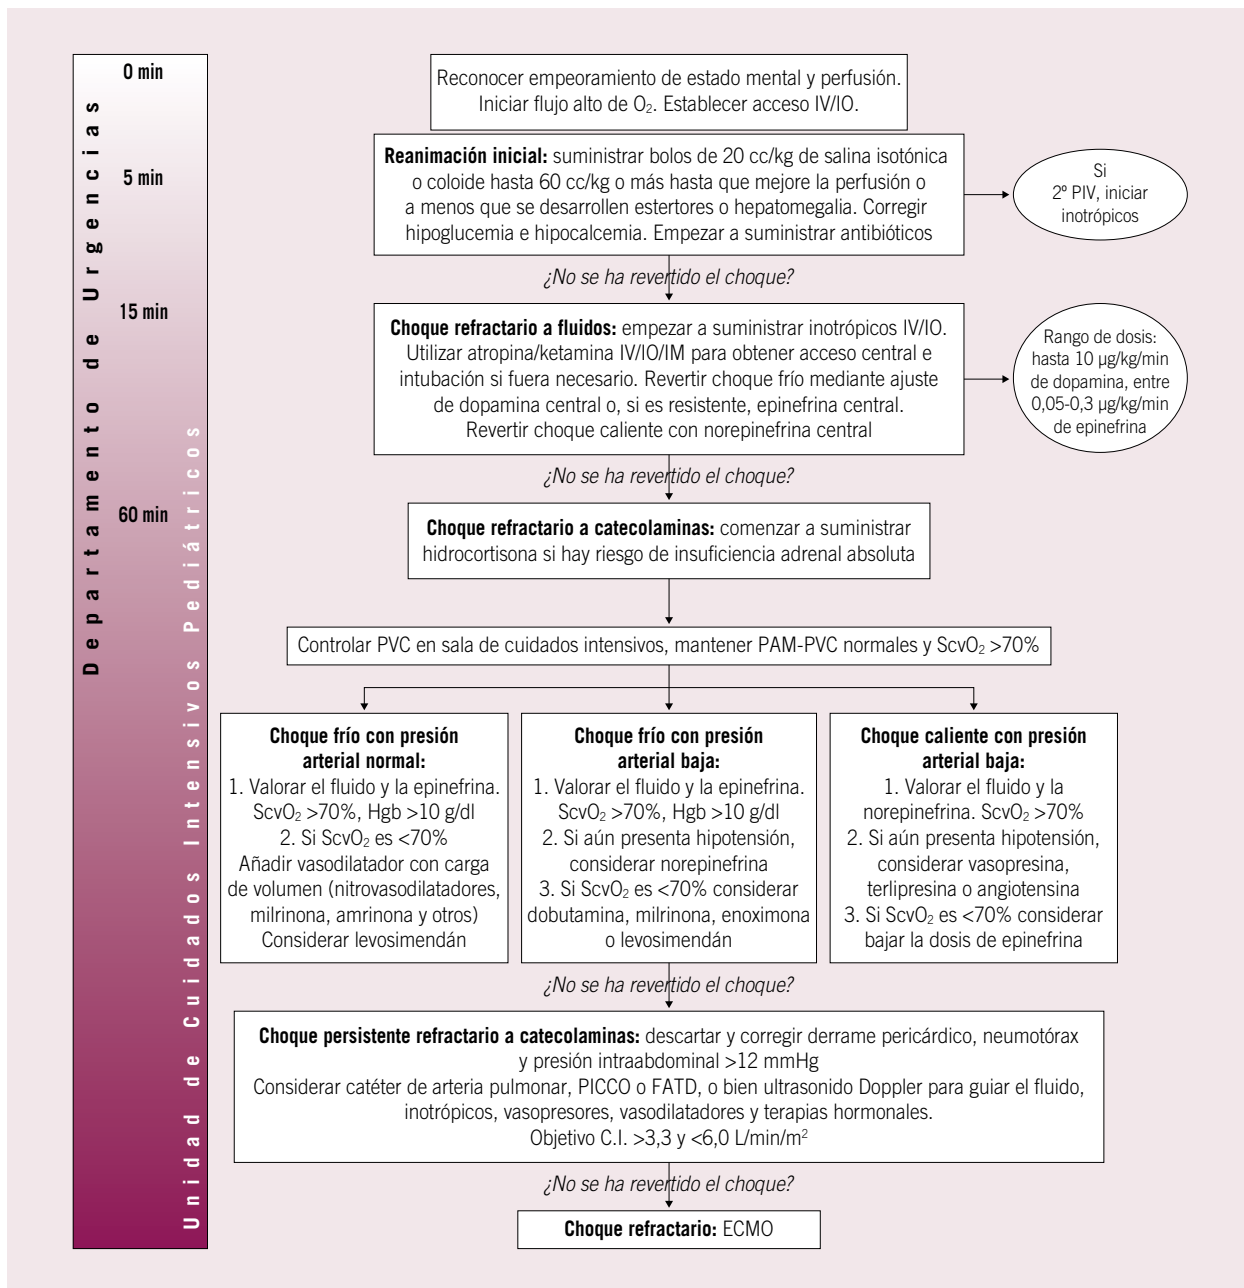 Departamento de Urgencias
Unidad de Cuidados Intensivos Pediátricos
0 min
5 min
15 min
60 min
Reconocer empeoramiento de estado mental y perfusión.
Iniciar flujo alto de O₂. Establecer acceso IV/IO.
Reanimación inicial: suministrar bolos de 20 cc/kg de salina isotónica
o coloide hasta 60 cc/kg o más hasta que mejore la perfusión o
a menos que se desarrollen estertores o hepatomegalia. Corregir
hipoglucemia e hipocalcemia. Empezar a suministrar antibióticos
Si
2º PIV, iniciar
inotrópicos
¿No se ha revertido el choque?
Choque refractario a fluidos: empezar a suministrar inotrópicos IV/IO.
Utilizar atropina/ketamina IV/IO/IM para obtener acceso central e
intubación si fuera necesario. Revertir choque frío mediante ajuste
de dopamina central o, si es resistente, epinefrina central.
Revertir choque caliente con norepinefrina central
Rango de dosis:
hasta 10 µg/kg/min
de dopamina, entre
0,05-0,3 µg/kg/min
de epinefrina
¿No se ha revertido el choque?
Choque refractario a catecolaminas: comenzar a suministrar
hidrocortisona si hay riesgo de insuficiencia adrenal absoluta
Controlar PVC en sala de cuidados intensivos, mantener PAM-PVC normales y ScvO₂ >70%
Choque frío con presión
arterial normal:
1. Valorar el fluido y la epinefrina.
ScvO₂ >70%, Hgb >10 g/dl
2. Si ScvO₂ es <70%
Añadir vasodilatador con carga
de volumen (nitrovasodilatadores,
milrinona, amrinona y otros)
Considerar levosimendán
Choque frío con presión
arterial baja:
1. Valorar el fluido y la epinefrina.
ScvO₂ >70%, Hgb >10 g/dl
2. Si aún presenta hipotensión,
considerar norepinefrina
3. Si ScvO₂ es <70% considerar
dobutamina, milrinona, enoximona
o levosimendán
Choque caliente con presión
arterial baja:
1. Valorar el fluido y la
norepinefrina. ScvO₂ >70%
2. Si aún presenta hipotensión,
considerar vasopresina,
terlipresina o angiotensina
3. Si ScvO₂ es <70% considerar
bajar la dosis de epinefrina
¿No se ha revertido el choque?
Choque persistente refractario a catecolaminas: descartar y corregir derrame pericárdico, neumotórax
y presión intraabdominal >12 mmHg
Considerar catéter de arteria pulmonar, PICCO o FATD, o bien ultrasonido Doppler para guiar el fluido,
inotrópicos, vasopresores, vasodilatadores y terapias hormonales.
Objetivo C.I. >3,3 y <6,0 L/min/m²
¿No se ha revertido el choque?
Choque refractario: ECMO